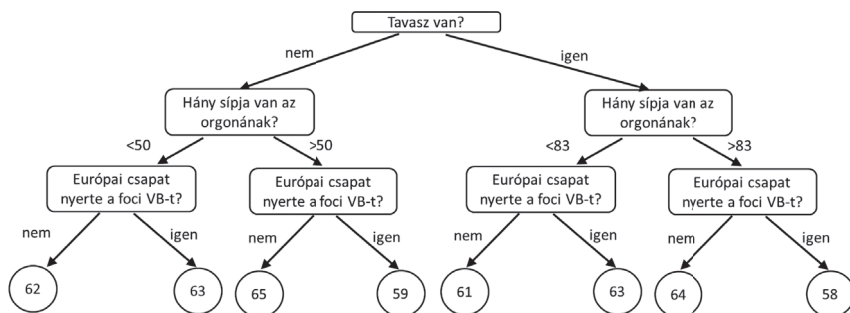 Tavasz van?
nem
igen
Hány sípja van az
orgonának?
Hány sípja van az
orgonának?
<50
>50
<83
>83
Európai csapat
nyerte a foci VB-t?
Európai csapat
nyerte a foci VB-t?
Európai csapat
nyerte a foci VB-t?
Európai csapat
nyerte a foci VB-t?
nem
igen
nem
igen
nem
igen
nem
igen
62
63
65
59
61
63
64
58